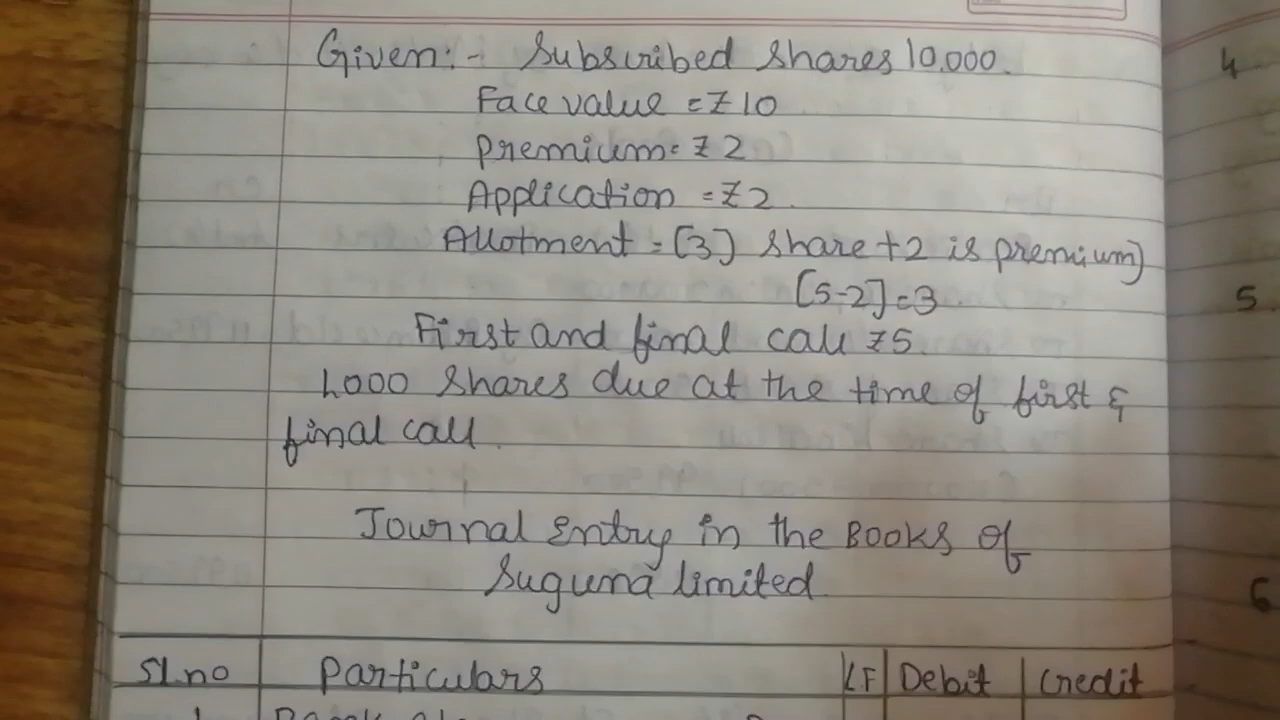 Given:- Subscribed shares 10,000.
Face value = ₹10
premium = ₹2
Application = ₹2.
Allotment = (3) share +2 is premium)
[5-2] = 3
First and final call ₹5.
1,000 shares due at the time of first &
final call.
Journal Entry in the Books of
Suguna limited
Sl.no Particulars LF Debit Credit
1
4
5
6